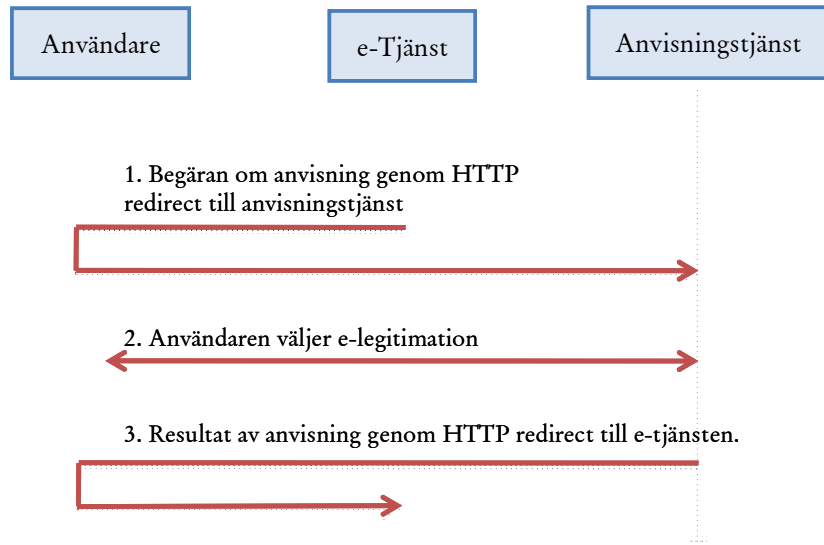 Användare
e-Tjänst
Anvisningstjänst
1. Begäran om anvisning genom HTTP
redirect till anvisningstjänst
2. Användaren väljer e-legitimation
3. Resultat av anvisning genom HTTP redirect till e-tjänsten.